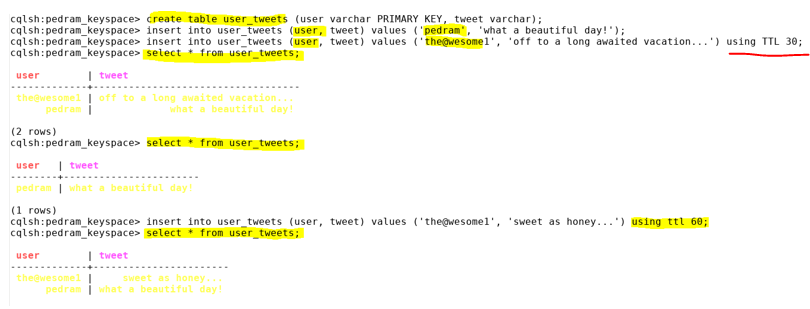 cqlsh:pedram_keyspace> create table user_tweets (user varchar PRIMARY KEY, tweet varchar);
cqlsh:pedram_keyspace> insert into user_tweets (user, tweet) values ('pedram', 'what a beautiful day!');
cqlsh:pedram_keyspace> insert into user_tweets (user, tweet) values ('the@wesome1', 'off to a long awaited vacation...') using TTL 30;
cqlsh:pedram_keyspace> select * from user_tweets;
user | tweet
-------------+-----------------------------------
the@wesome1 | off to a long awaited vacation...
pedram | what a beautiful day!
(2 rows)
cqlsh:pedram_keyspace> select * from user_tweets;
user | tweet
--------+-----------------------
pedram | what a beautiful day!
(1 rows)
cqlsh:pedram_keyspace> insert into user_tweets (user, tweet) values ('the@wesome1', 'sweet as honey...') using ttl 60;
cqlsh:pedram_keyspace> select * from user_tweets;
user | tweet
-------------+-----------------------
the@wesome1 | sweet as honey...
pedram | what a beautiful day!